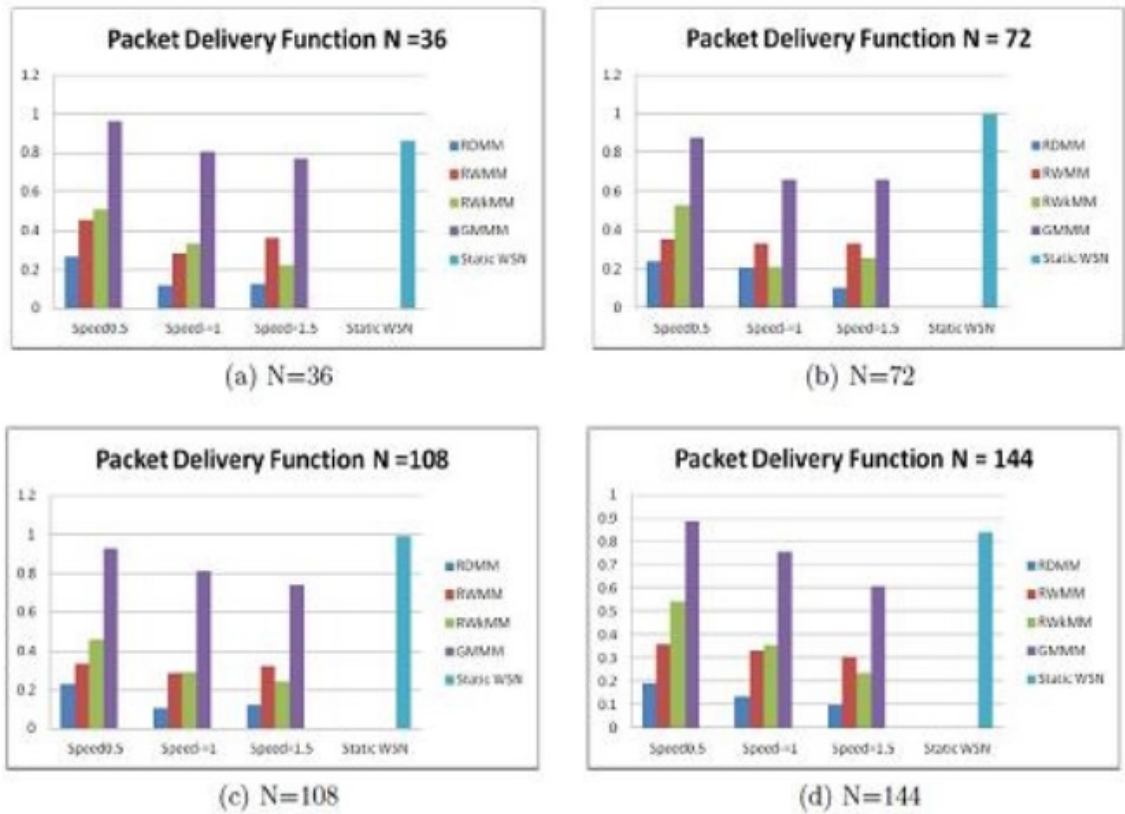 Packet Delivery Function N =36
1.2
1
0.8
0.6
0.4
0.2
0
RDMM
RWMM
RWkMM
GMMM
Static WSN
Speed0.5 Speed-=1 Speed=1.5 Static WSN
(a) N=36
Packet Delivery Function N = 72
1.2
1
0.8
0.6
0.4
0.2
0
RDMM
RWMM
RWkMM
GMMM
Static WSN
Speed0.5 Speed-=1 Speed=1.5 Static WSN
(b) N=72
Packet Delivery Function N =108
1.2
1
0.8
0.6
0.4
0.2
0
RDMM
RWMM
RWkMM
GMMM
Static WSN
Speed0.5 Speed-=1 Speed=1.5 Static WSN
(c) N=108
Packet Delivery Function N = 144
1
0.9
0.8
0.7
0.6
0.5
0.4
0.3
0.2
0.1
0
RDMM
RWMM
RWkMM
GMMM
Static WSN
Speed0.5 Speed-=1 Speed=1.5 Static WSN
(d) N=144